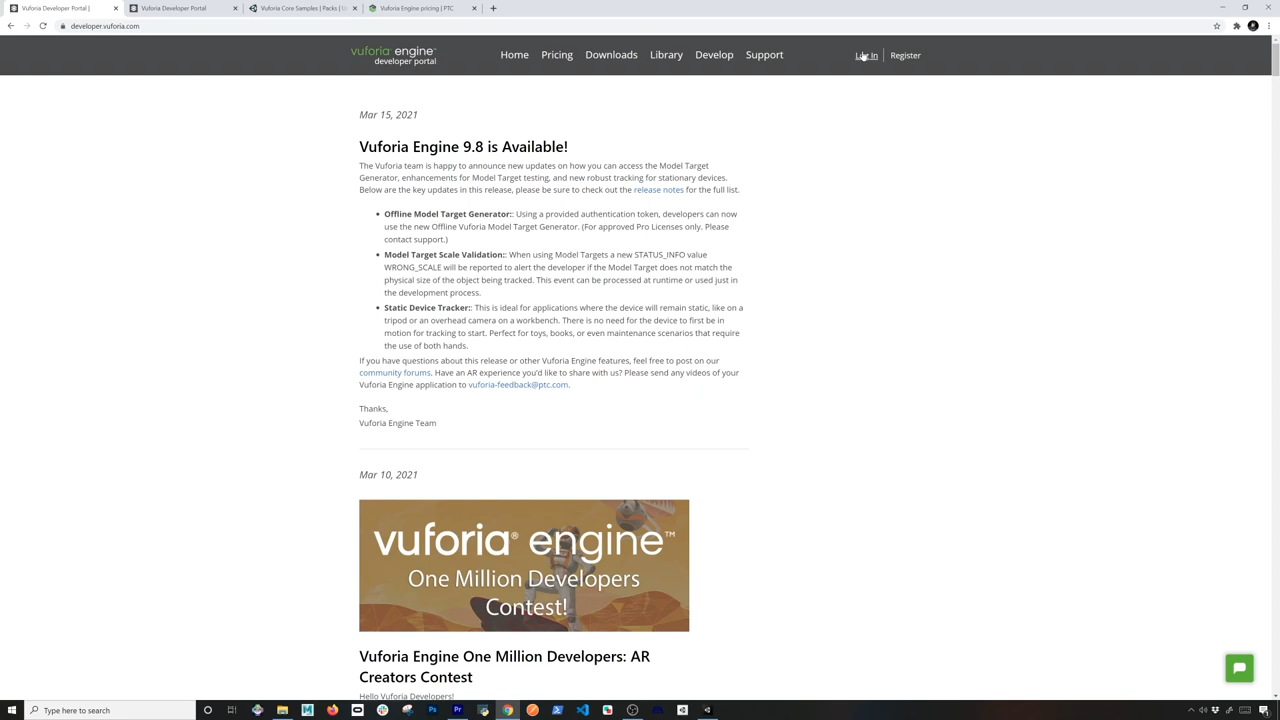 Vuforia Developer Portal |
Vuforia Developer Portal
Vuforia Core Samples | Packs | U
Vuforia Engine pricing | PTC
developer.vuforia.com
vuforia® engine™
developer portal
Home
Pricing
Downloads
Library
Develop
Support
Log In
Register
Mar 15, 2021
Vuforia Engine 9.8 is Available!
The Vuforia team is happy to announce new updates on how you can access the Model Target
Generator, enhancements for Model Target testing, and new robust tracking for stationary devices.
Below are the key updates in this release, please be sure to check out the release notes for the full list.
• Offline Model Target Generator:: Using a provided authentication token, developers can now
use the new Offline Vuforia Model Target Generator. (For approved Pro Licenses only. Please
contact support.)
• Model Target Scale Validation:: When using Model Targets a new STATUS_INFO value
WRONG_SCALE will be reported to alert the developer if the Model Target does not match the
physical size of the object being tracked. This event can be processed at runtime or used just in
the development process.
• Static Device Tracker:: This is ideal for applications where the device will remain static, like on a
tripod or an overhead camera on a workbench. There is no need for the device to first be in
motion for tracking to start. Perfect for toys, books, or even maintenance scenarios that require
the use of both hands.
If you have questions about this release or other Vuforia Engine features, feel free to post on our
community forums. Have an AR experience you'd like to share with us? Please send any videos of your
Vuforia Engine application to vuforia-feedback@ptc.com.
Thanks,
Vuforia Engine Team
Mar 10, 2021
vuforia® engine™
One Million Developers
Contest!
Vuforia Engine One Million Developers: AR
Creators Contest
Hello Vuforia Developers!
Type here to search